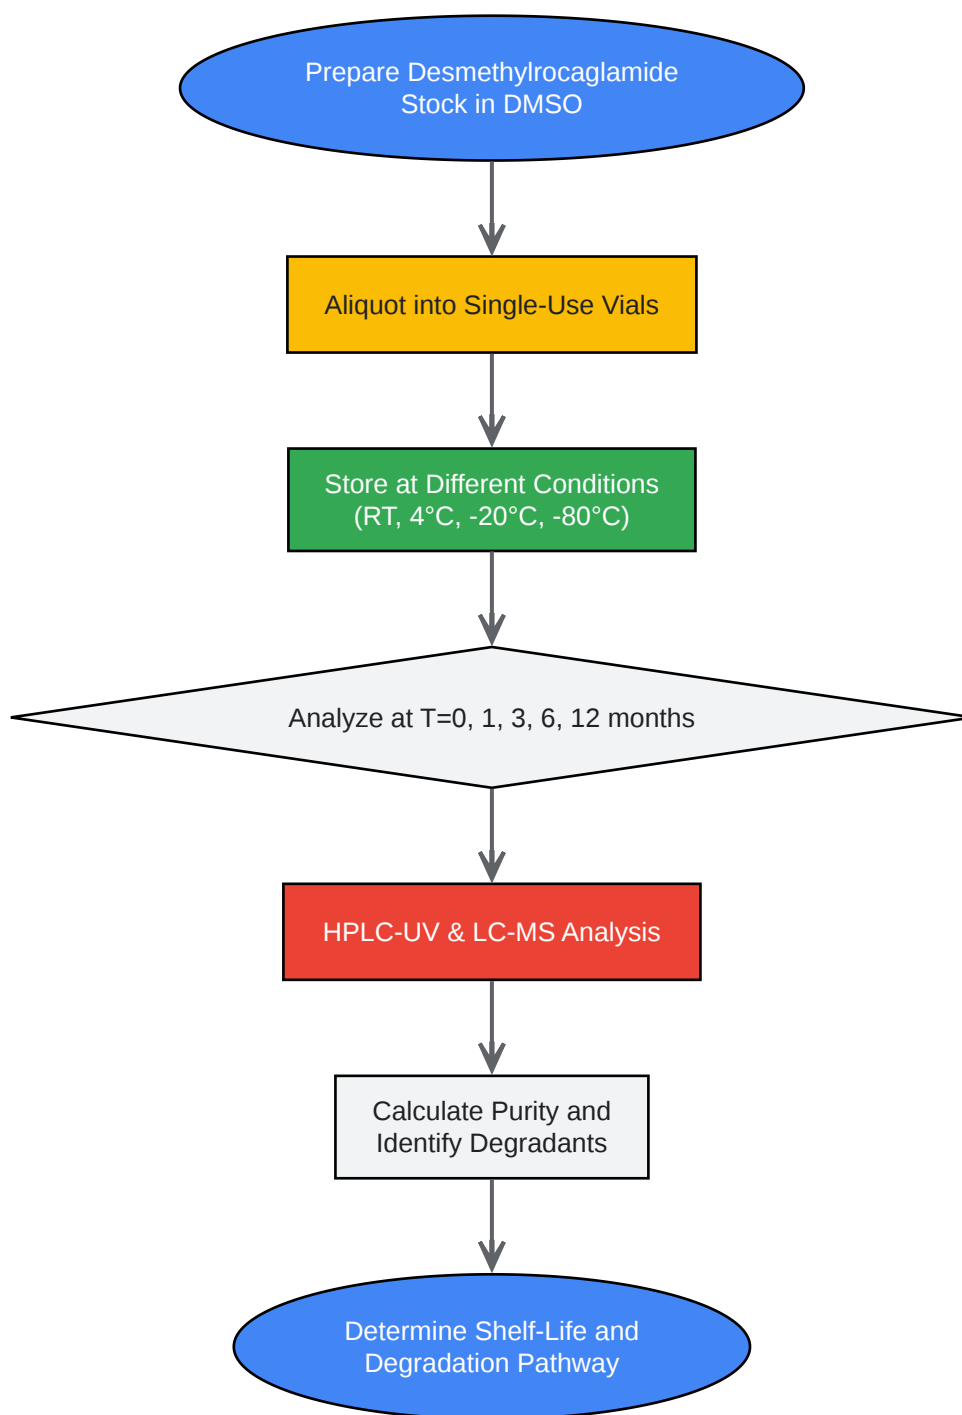 Prepare Desmethylrocaglamide
Stock in DMSO
Aliquot into Single-Use Vials
Store at Different Conditions
(RT, 4°C, -20°C, -80°C)
Analyze at T=0, 1, 3, 6, 12 months
HPLC-UV & LC-MS Analysis
Calculate Purity and
Identify Degradants
Determine Shelf-Life and
Degradation Pathway